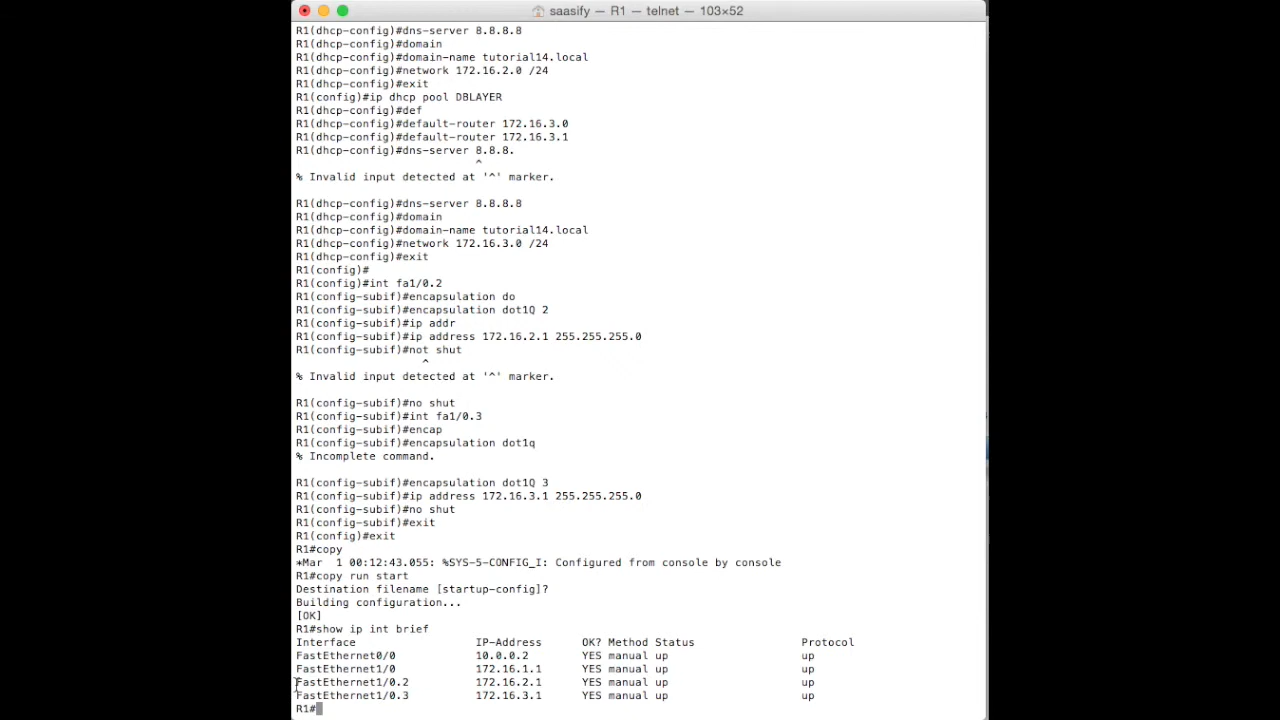 saasify — R1 — telnet — 103×52
R1(dhcp-config)#dns-server 8.8.8.8
R1(dhcp-config)#domain
R1(dhcp-config)#domain-name tutorial14.local
R1(dhcp-config)#network 172.16.2.0 /24
R1(dhcp-config)#exit
R1(config)#ip dhcp pool DBLAYER
R1(dhcp-config)#def
R1(dhcp-config)#default-router 172.16.3.0
R1(dhcp-config)#default-router 172.16.3.1
R1(dhcp-config)#dns-server 8.8.8.
^
% Invalid input detected at '^' marker.
R1(dhcp-config)#dns-server 8.8.8.8
R1(dhcp-config)#domain
R1(dhcp-config)#domain-name tutorial14.local
R1(dhcp-config)#network 172.16.3.0 /24
R1(dhcp-config)#exit
R1(config)#
R1(config)#int fa1/0.2
R1(config-subif)#encapsulation do
R1(config-subif)#encapsulation dot1Q 2
R1(config-subif)#ip addr
R1(config-subif)#ip address 172.16.2.1 255.255.255.0
R1(config-subif)#not shut
^
% Invalid input detected at '^' marker.
R1(config-subif)#no shut
R1(config-subif)#int fa1/0.3
R1(config-subif)#encap
R1(config-subif)#encapsulation dot1q
% Incomplete command.
R1(config-subif)#encapsulation dot1Q 3
R1(config-subif)#ip address 172.16.3.1 255.255.255.0
R1(config-subif)#no shut
R1(config-subif)#exit
R1(config)#exit
R1#copy
*Mar  1 00:12:43.055: %SYS-5-CONFIG_I: Configured from console by console
R1#copy run start
Destination filename [startup-config]?
Building configuration...
[OK]
R1#show ip int brief
Interface IP-Address OK? Method Status Protocol
FastEthernet0/0 10.0.0.2 YES manual up up
FastEthernet1/0 172.16.1.1 YES manual up up
FastEthernet1/0.2 172.16.2.1 YES manual up up
FastEthernet1/0.3 172.16.3.1 YES manual up up
R1#